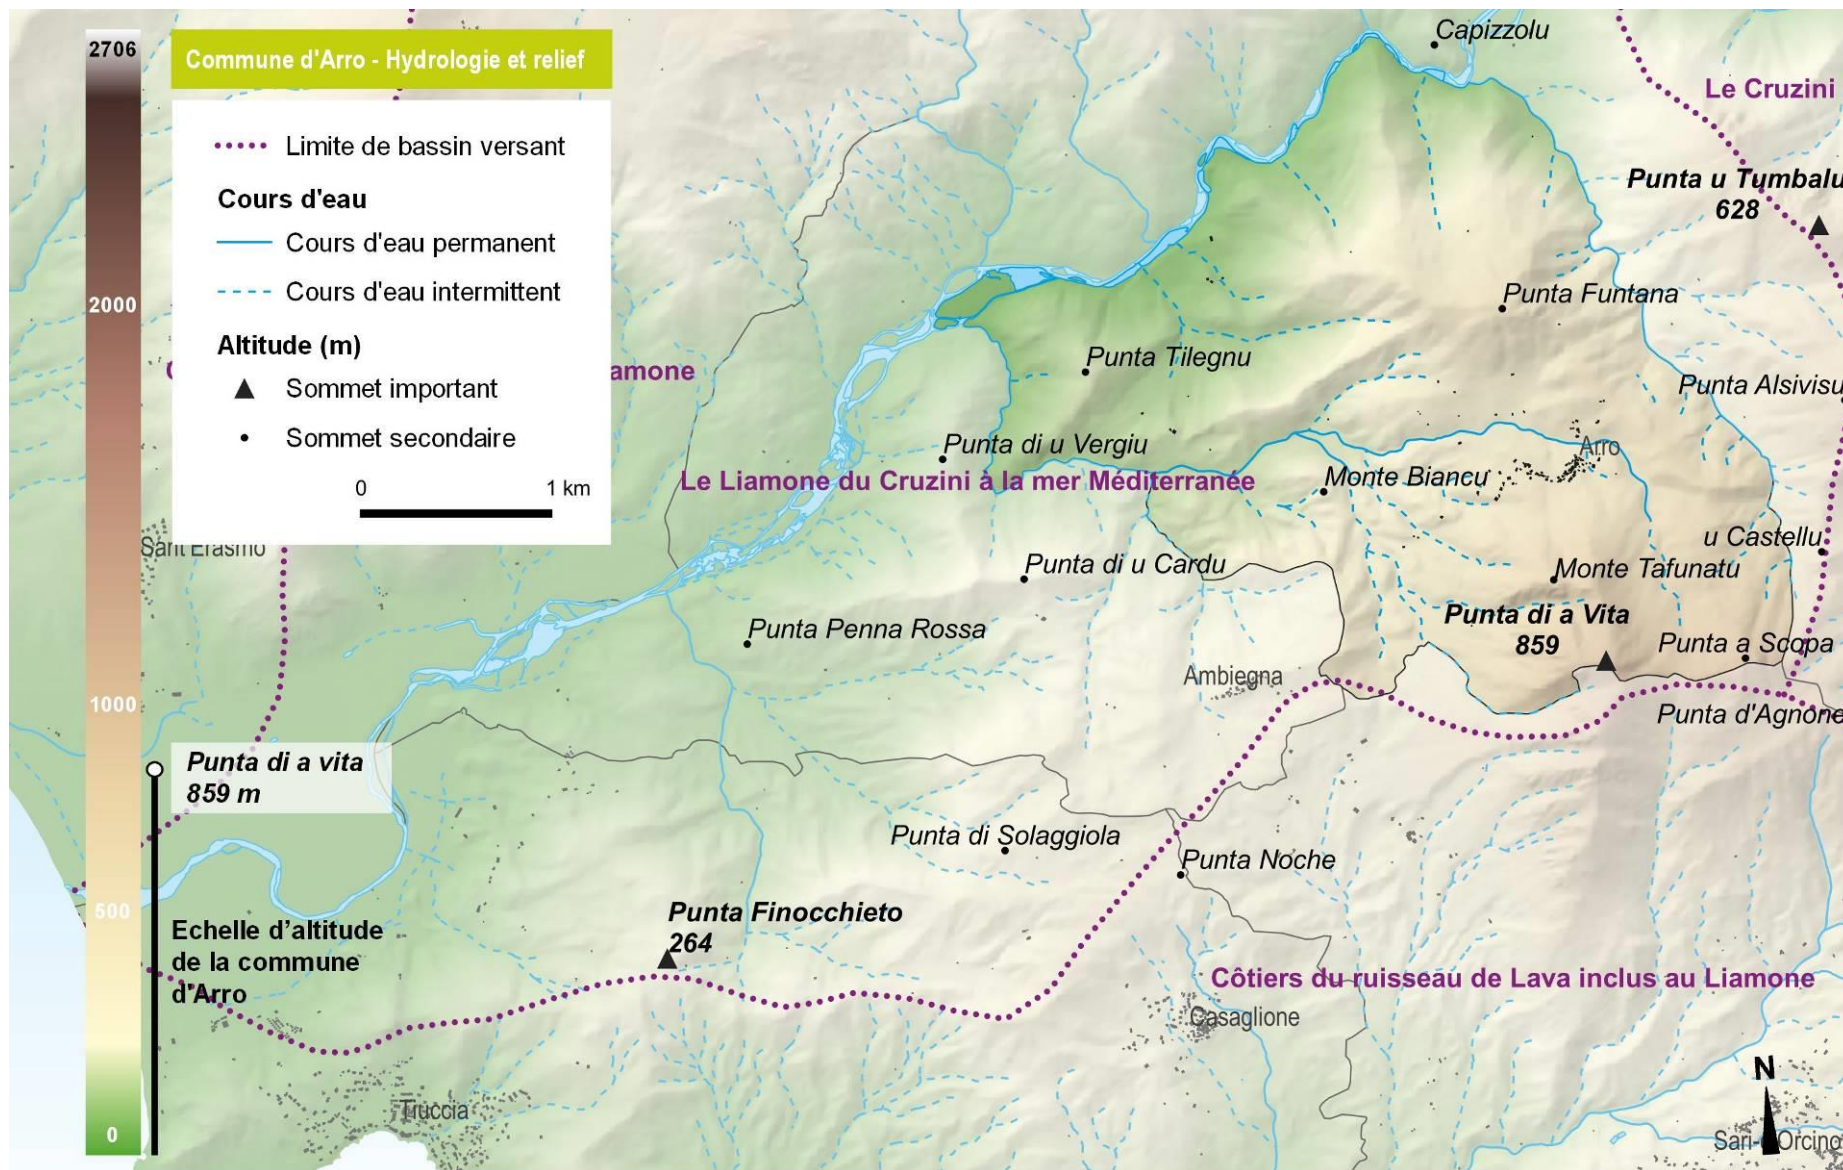 2706
2000
1000
500
0
Commune d'Arro - Hydrologie et relief
Limite de bassin versant
Cours d'eau
Cours d'eau permanent
Cours d'eau intermittent
Altitude (m)
Sommet important
Sommet secondaire
0 1 km
Capizzolu
Le Cruzini
Punta u Tumbalu
628
Punta Funtana
Punta Tilegnu
amone
Punta Alsivisu
Punta di u Vergiu
Arro
Le Liamone du Cruzini à la mer Méditerranée
Monte Biancu
Sant'Erasmo
u Castellu
Punta di u Cardu
Monte Tafunatu
Punta di a Vita
859
Punta Penna Rossa
Punta a Scopa
Ambiegna
Punta d'Agnone
Punta di a vita
859 m
Punta di Solaggiola
Punta Noche
Punta Finocchieto
264
Echelle d'altitude
de la commune
d'Arro
Côtiers du ruisseau de Lava inclus au Liamone
Casaglione
N
Tiuccia
Sari-d'Orcino